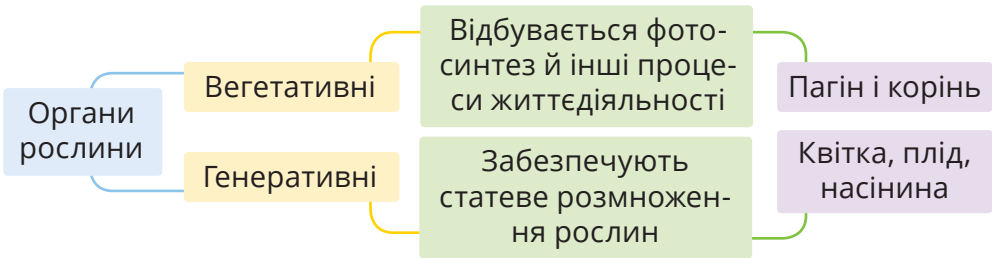 Органи
рослини
Вегетативні
Відбувається фото-
синтез й інші проце-
си життєдіяльності
Пагін і корінь
Генеративні
Забезпечують
статеве розмножен-
ня рослин
Квітка, плід,
насінина